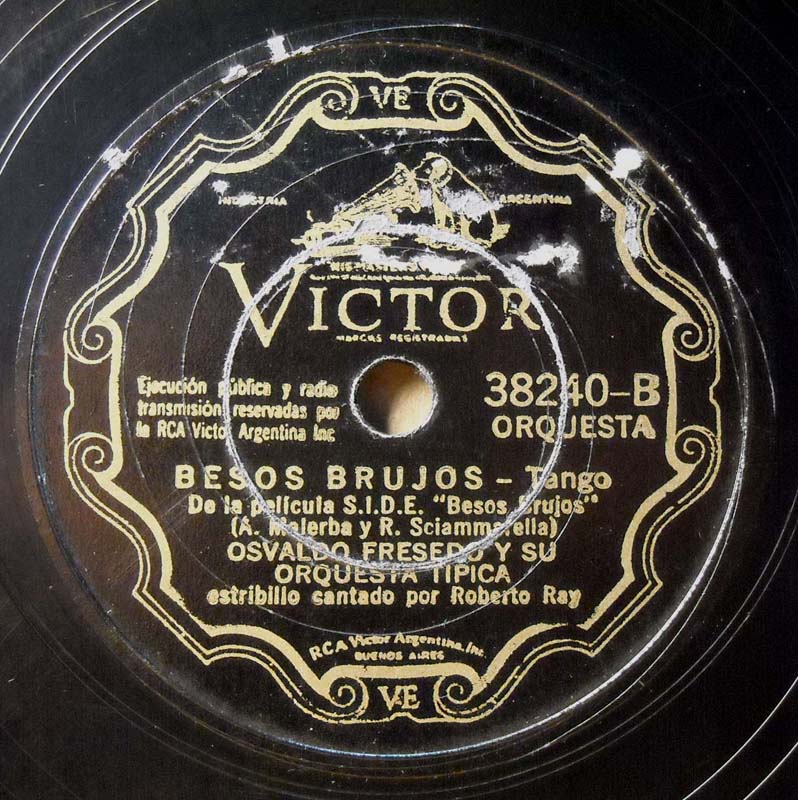 VE
INDUSTRIA ARGENTINA
VICTOR
MARCAS REGISTRADAS
Ejecución pública y radio
transmisión reservadas por
la RCA Victor Argentina Inc
38240-B
ORQUESTA
BESOS BRUJOS - Tango
De la película S.I.D.E. "Besos Brujos"
(A. Malerba y R. Sciammarella)
OSVALDO FRESEDO Y SU
ORQUESTA TIPICA
estribillo cantado por Roberto Ray
RCA Victor Argentina, Inc.
BUENOS AIRES
VE